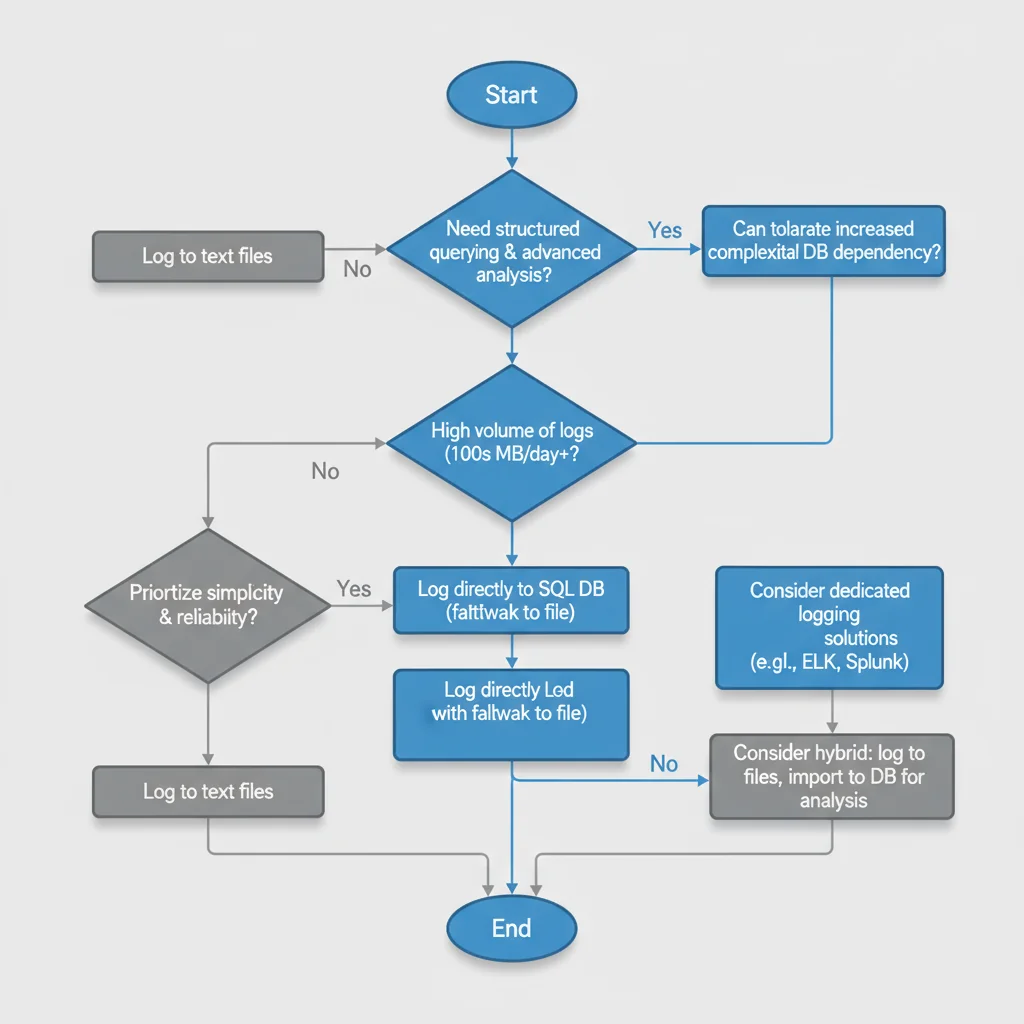 Start
Need structured
querying & advanced
analysis?
Yes
Can tolarate increased
complexital DB dependency?
Log to text files
No
High volume of logs
(100s MB/day+?
No
Priortize simplcity
& reliabiity?
Yes
Log directly to SQL DB
(fattfwak to file)
Consider dedicated
logging
solutions
(e.gl., ELK, Splunk)
Log directly Lod
with fallwak to file)
No
Consider hybrid: log to
files, import to DB for
analysis
Log to text files
End